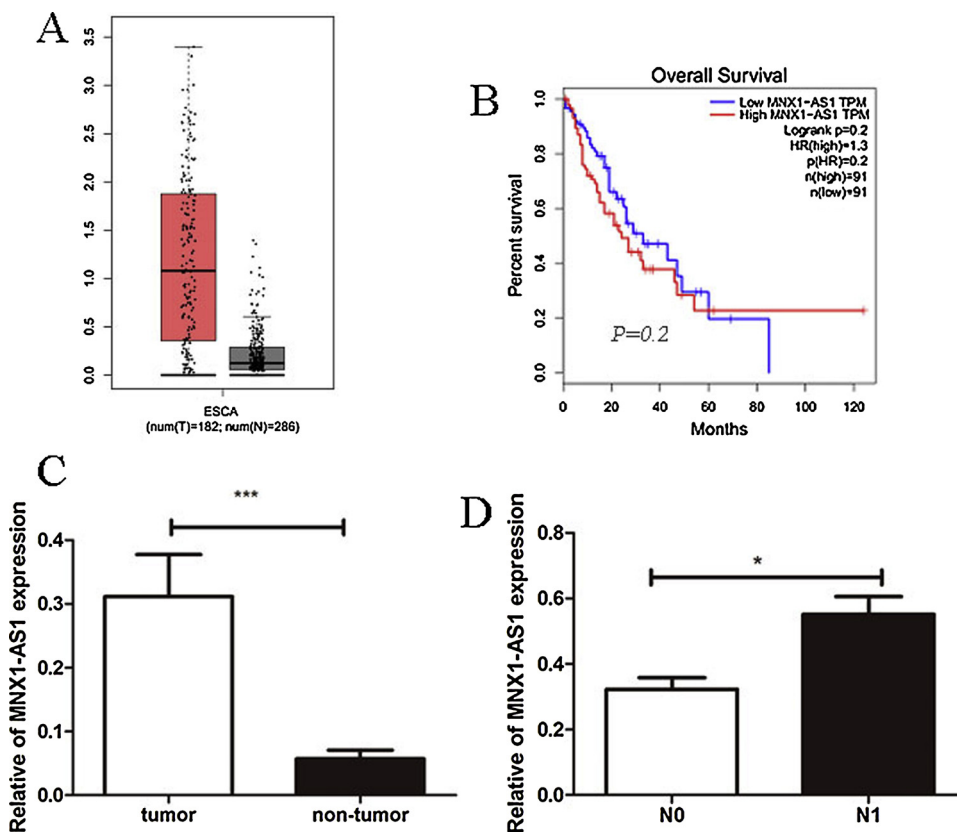 A
3.5
3.0
2.5
2.0
1.5
1.0
0.5
0.0
ESCA
(num(T)=182; num(N)=286)
B
Overall Survival
Low MNX1-AS1 TPM
High MNX1-AS1 TPM
Logrank p=0.2
HR(high)=1.3
p(HR)=0.2
n(high)=91
n(low)=91
Percent survival
1.0
0.8
0.6
0.4
0.2
0.0
P=0.2
0 20 40 60 80 100 120
Months
C
Relative of MNX1-AS1 expression
***
0.4
0.3
0.2
0.1
0.0
tumor non-tumor
D
Relative of MNX1-AS1 expression
*
0.8
0.6
0.4
0.2
0.0
N0 N1